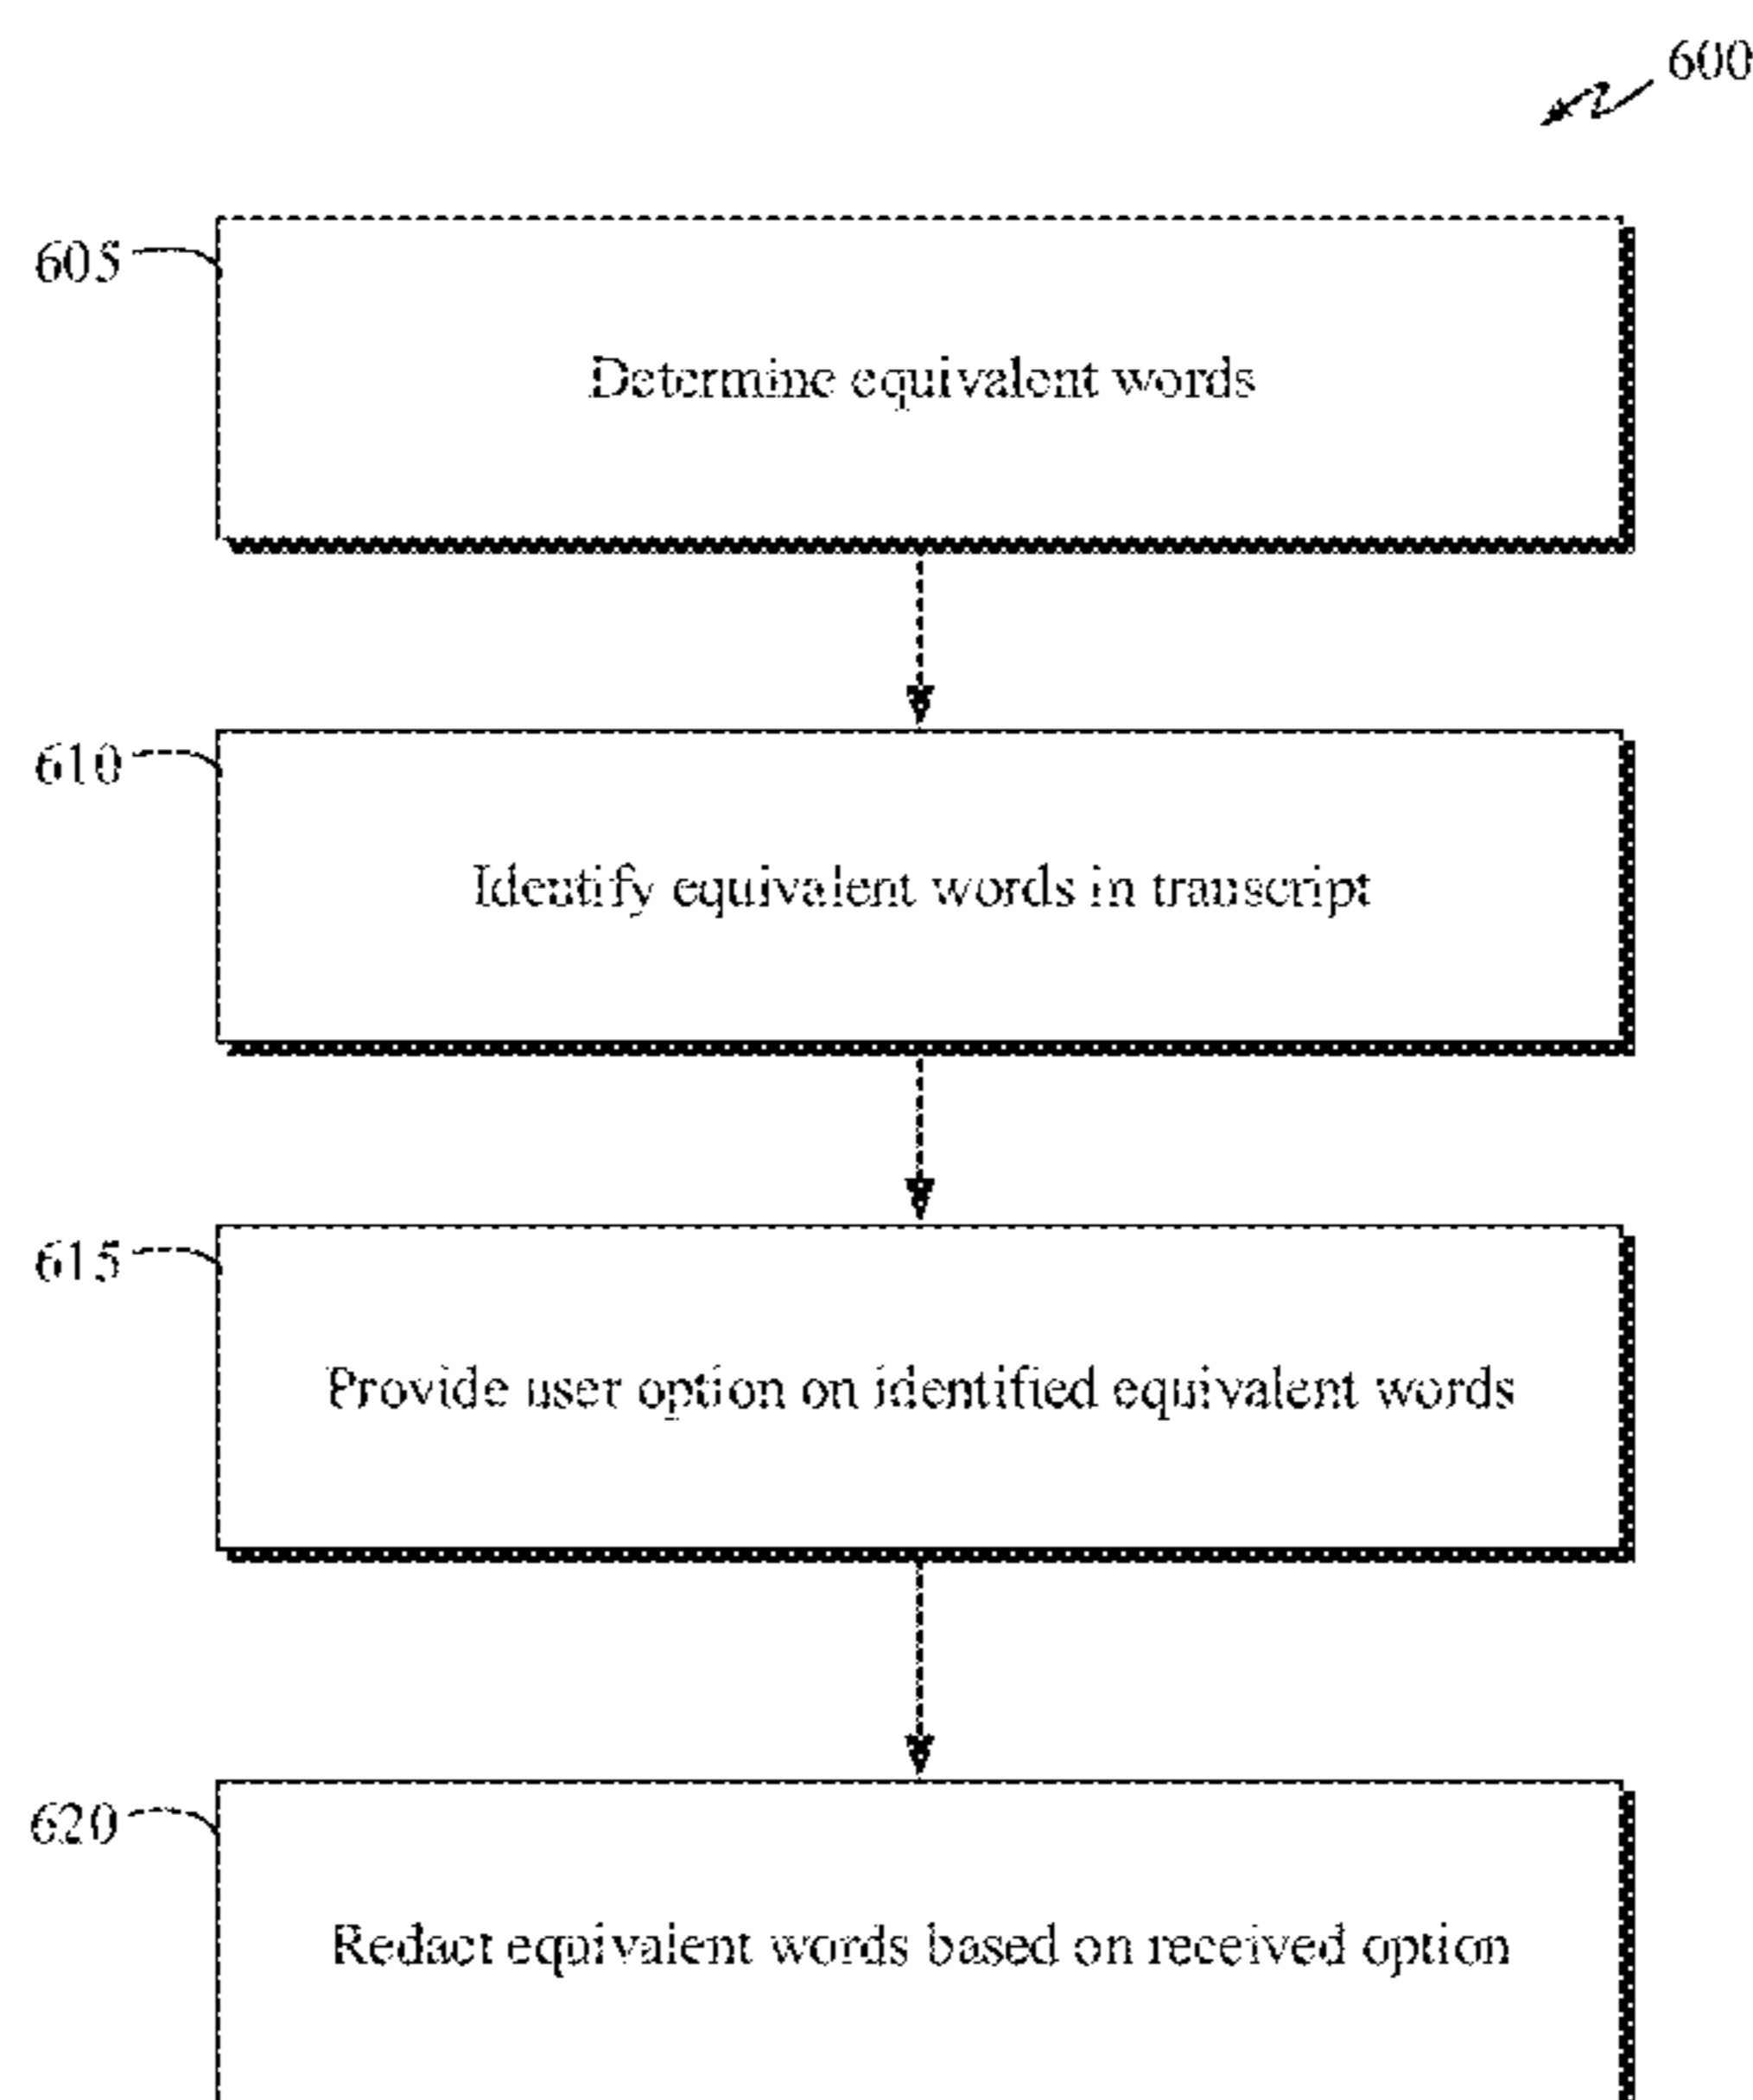 600
605
Determine equivalent words
610
Identify equivalent words in transcript
615
Provide user option on identified equivalent words
620
Redact equivalent words based on received option